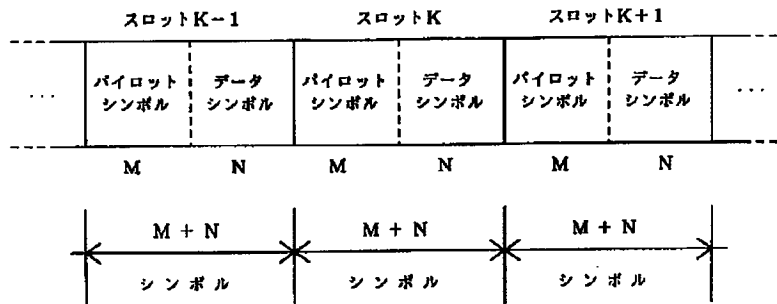 スロットK-1 スロットK スロットK+1
... パイロット データ パイロット データ パイロット データ ...
シンボル シンボル シンボル シンボル シンボル シンボル
M N M N M N
M + N M + N M + N
シンボル シンボル シンボル